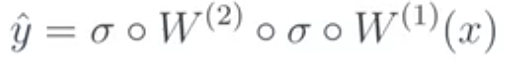 ŷ = σ ∘ W⁽²⁾ ∘ σ ∘ W⁽¹⁾(x)